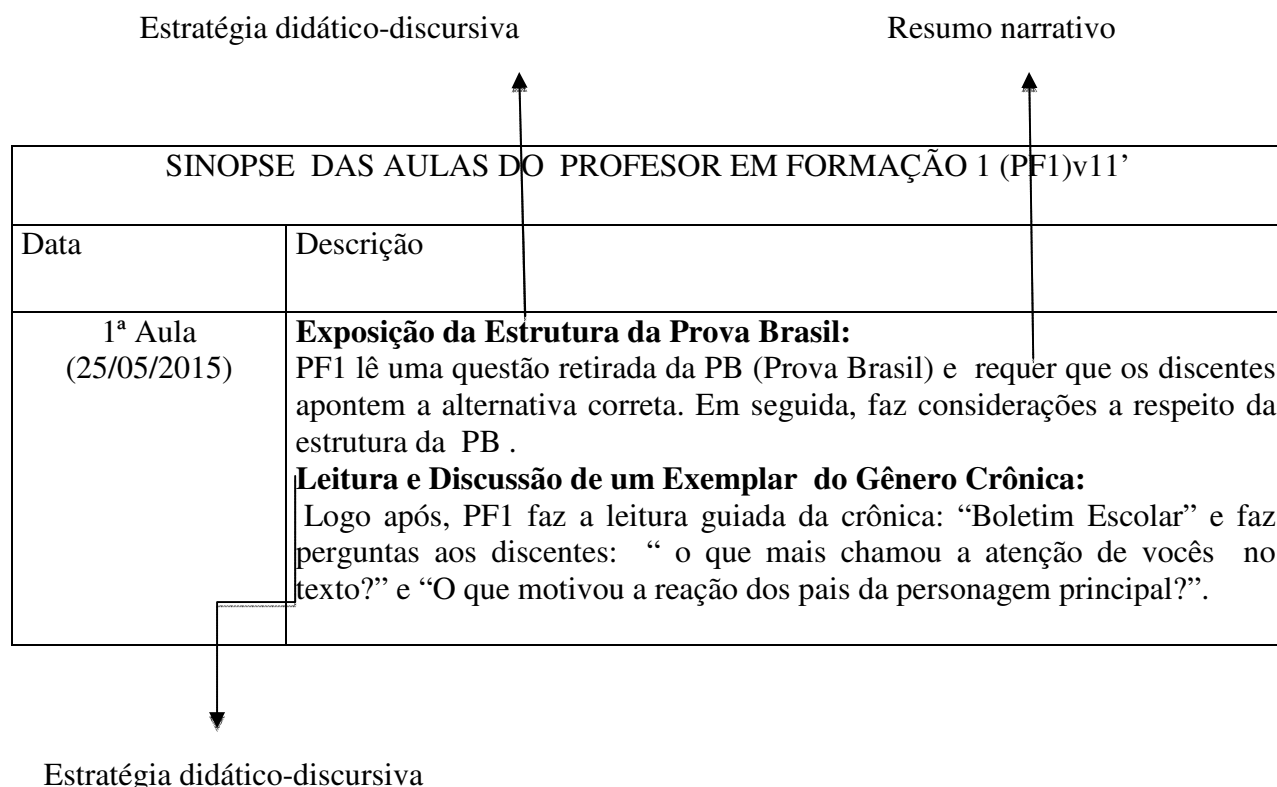 Estratégia didático-discursiva Resumo narrativo
SINOPSE DAS AULAS DO PROFESOR EM FORMAÇÃO 1 (PF1)v11’
Data Descrição
1ª Aula Exposição da Estrutura da Prova Brasil:
(25/05/2015) PF1 lê uma questão retirada da PB (Prova Brasil) e requer que os discentes
apontem a alternativa correta. Em seguida, faz considerações a respeito da
estrutura da PB .
Leitura e Discussão de um Exemplar do Gênero Crônica:
Logo após, PF1 faz a leitura guiada da crônica: “Boletim Escolar” e faz
perguntas aos discentes: “ o que mais chamou a atenção de vocês no
texto?” e “O que motivou a reação dos pais da personagem principal?”.
Estratégia didático-discursiva